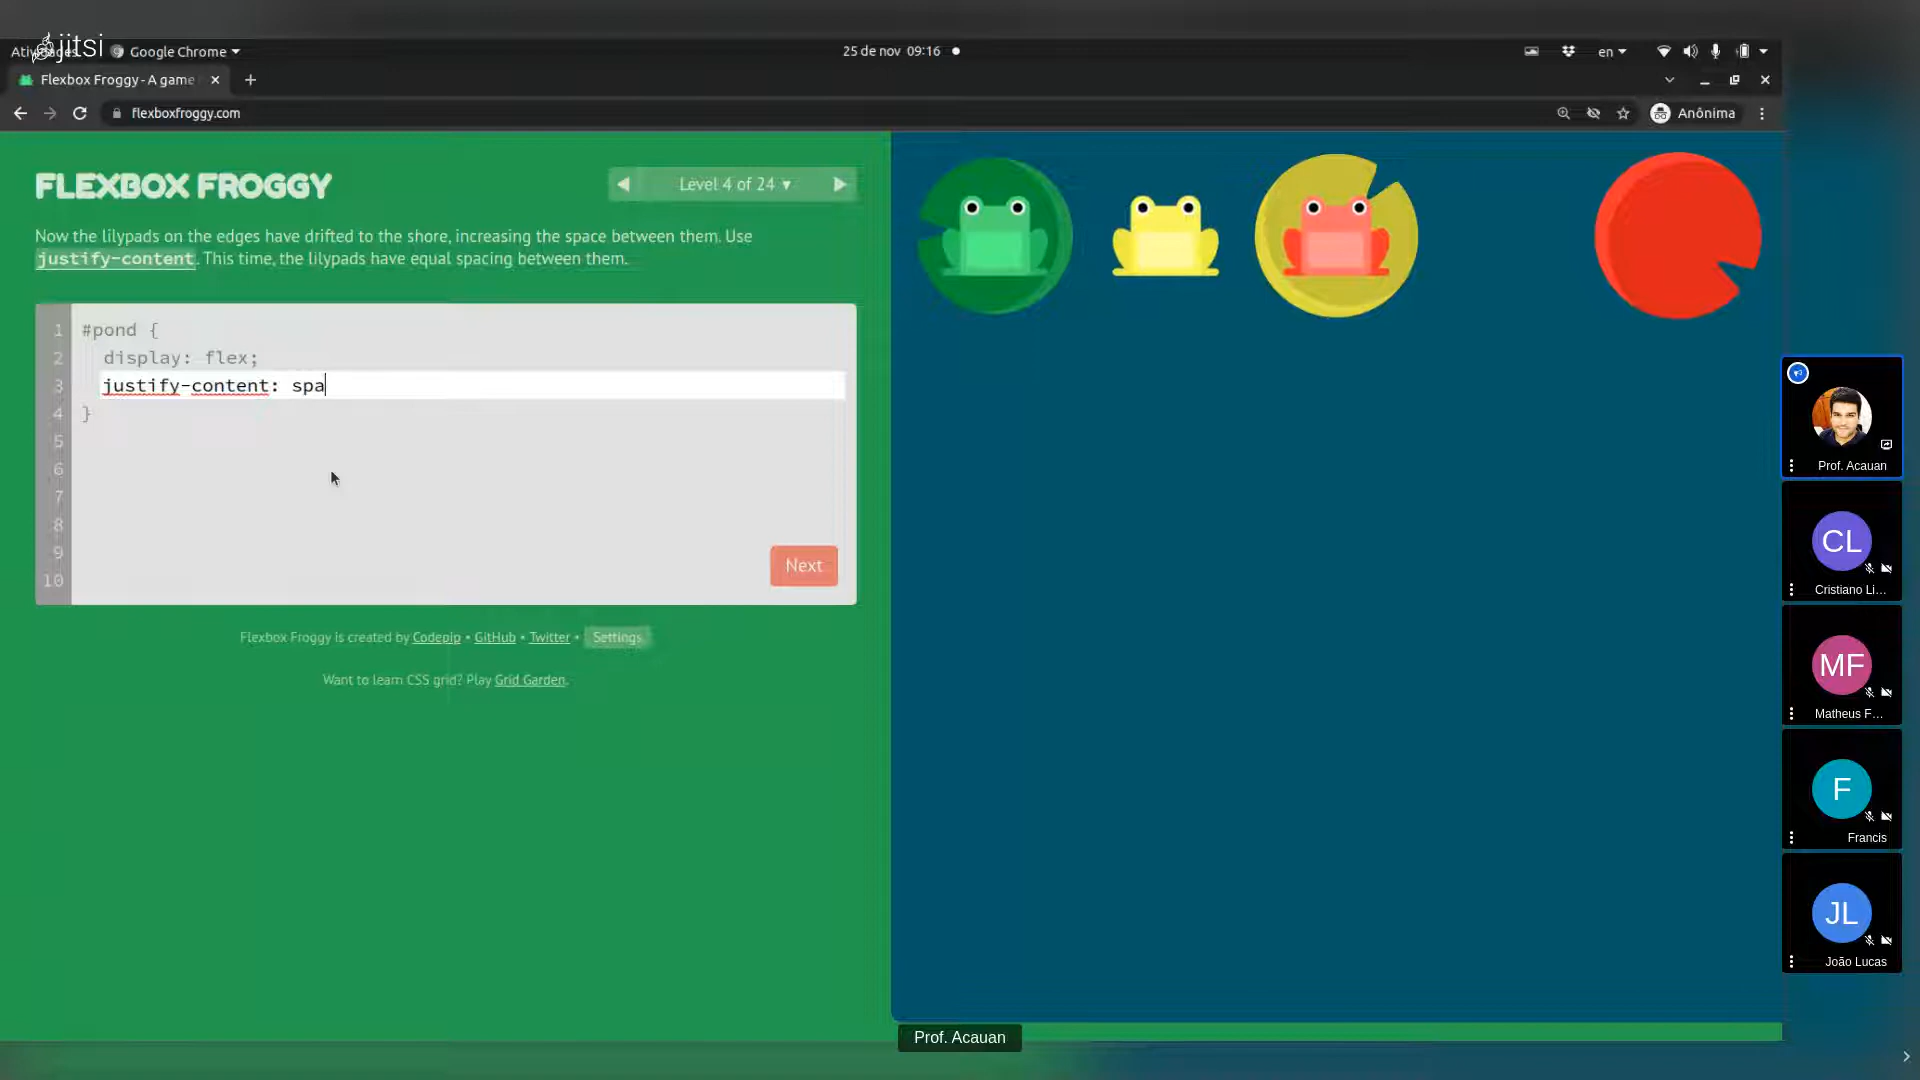 jitsi
Google Chrome
25 de nov 09:16
en
Flexbox Froggy - A game
flexboxfroggy.com
Anônima
FLEXBOX FROGGY
Level 4 of 24 ▼
Now the lilypads on the edges have drifted to the shore, increasing the space between them. Use
justify-content. This time, the lilypads have equal spacing between them.
1 #pond {
2 display: flex;
3 justify-content: spa
4 }
5
6
7
8
9
10
Next
Flexbox Froggy is created by Codepip • GitHub • Twitter • Settings
Want to learn CSS grid? Play Grid Garden.
Prof. Acauan
CL
Cristiano Li...
MF
Matheus F...
F
Francis
JL
João Lucas
Prof. Acauan